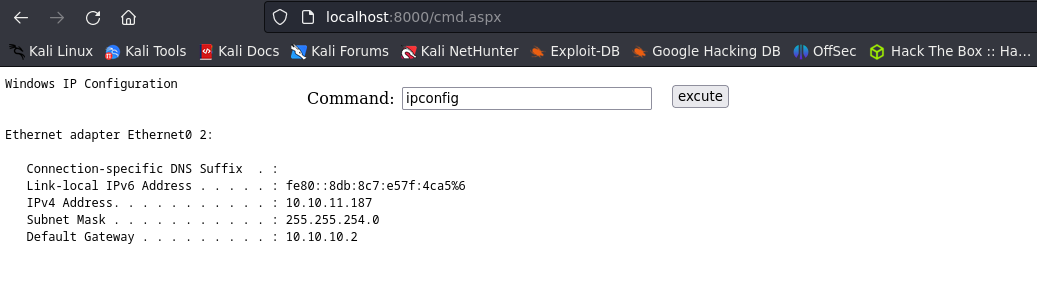 localhost:8000/cmd.aspx
Kali Linux Kali Tools Kali Docs Kali Forums Kali NetHunter Exploit-DB Google Hacking DB OffSec Hack The Box :: Ha...
Windows IP Configuration
Command: ipconfig excute
Ethernet adapter Ethernet0 2:
Connection-specific DNS Suffix . :
Link-local IPv6 Address . . . . . : fe80::8db:8c7:e57f:4ca5%6
IPv4 Address. . . . . . . . . . . : 10.10.11.187
Subnet Mask . . . . . . . . . . . : 255.255.254.0
Default Gateway . . . . . . . . . : 10.10.10.2